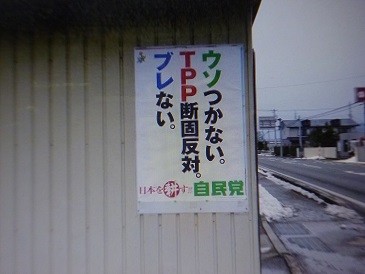 ウソつかない。
TPP断固反対。
ブレない。
日本を耕す!!
自民党